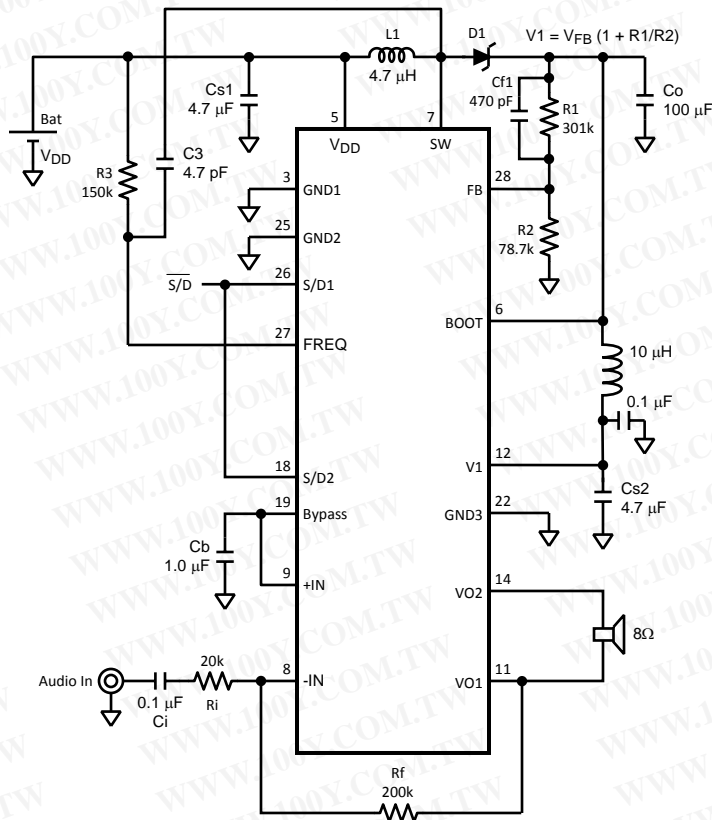 L1
4.7 μH
D1
V1 = VFB (1 + R1/R2)
Cs1
4.7 μF
Cf1
470 pF
R1
301k
Co
100 μF
Bat
VDD
R3
150k
C3
4.7 pF
5
VDD
7
SW
3
GND1
25
GND2
S/D
26
S/D1
27
FREQ
18
S/D2
19
Bypass
Cb
1.0 μF
9
+IN
Audio In
0.1 μF
Ci
20k
Ri
8
-IN
28
FB
R2
78.7k
6
BOOT
10 μH
0.1 μF
12
V1
Cs2
4.7 μF
22
GND3
14
VO2
8Ω
11
VO1
Rf
200k
WWW.100Y.COM.TW